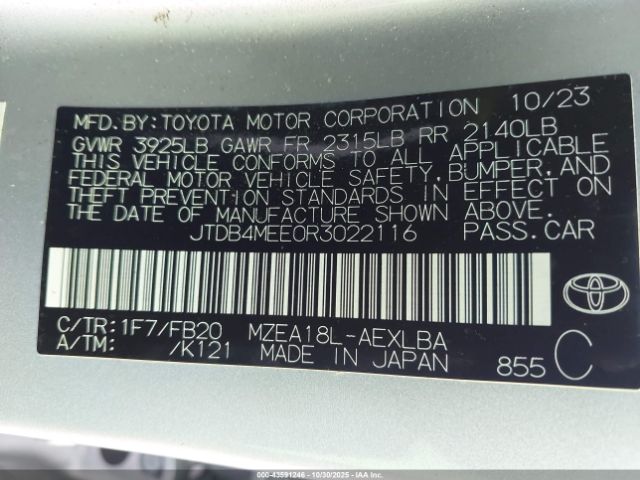 MFD.BY:TOYOTA MOTOR CORPORATION 10/23
GVWR 3925LB GAWR FR 2315LB RR 2140LB
THIS VEHICLE CONFORMS TO ALL APPLICABLE
FEDERAL MOTOR VEHICLE SAFETY,BUMPER,AND
THEFT PREVENTION STANDARDS IN EFFECT ON
THE DATE OF MANUFACTURE SHOWN ABOVE.
JTDB4MEE0R3022116 PASS.CAR
C/TR:1F7/FB20 MZEA18L-AEXLBA
A/TM: /K121 MADE IN JAPAN 855 C
000-43591246 - 10/30/2025 - IAAI.CA